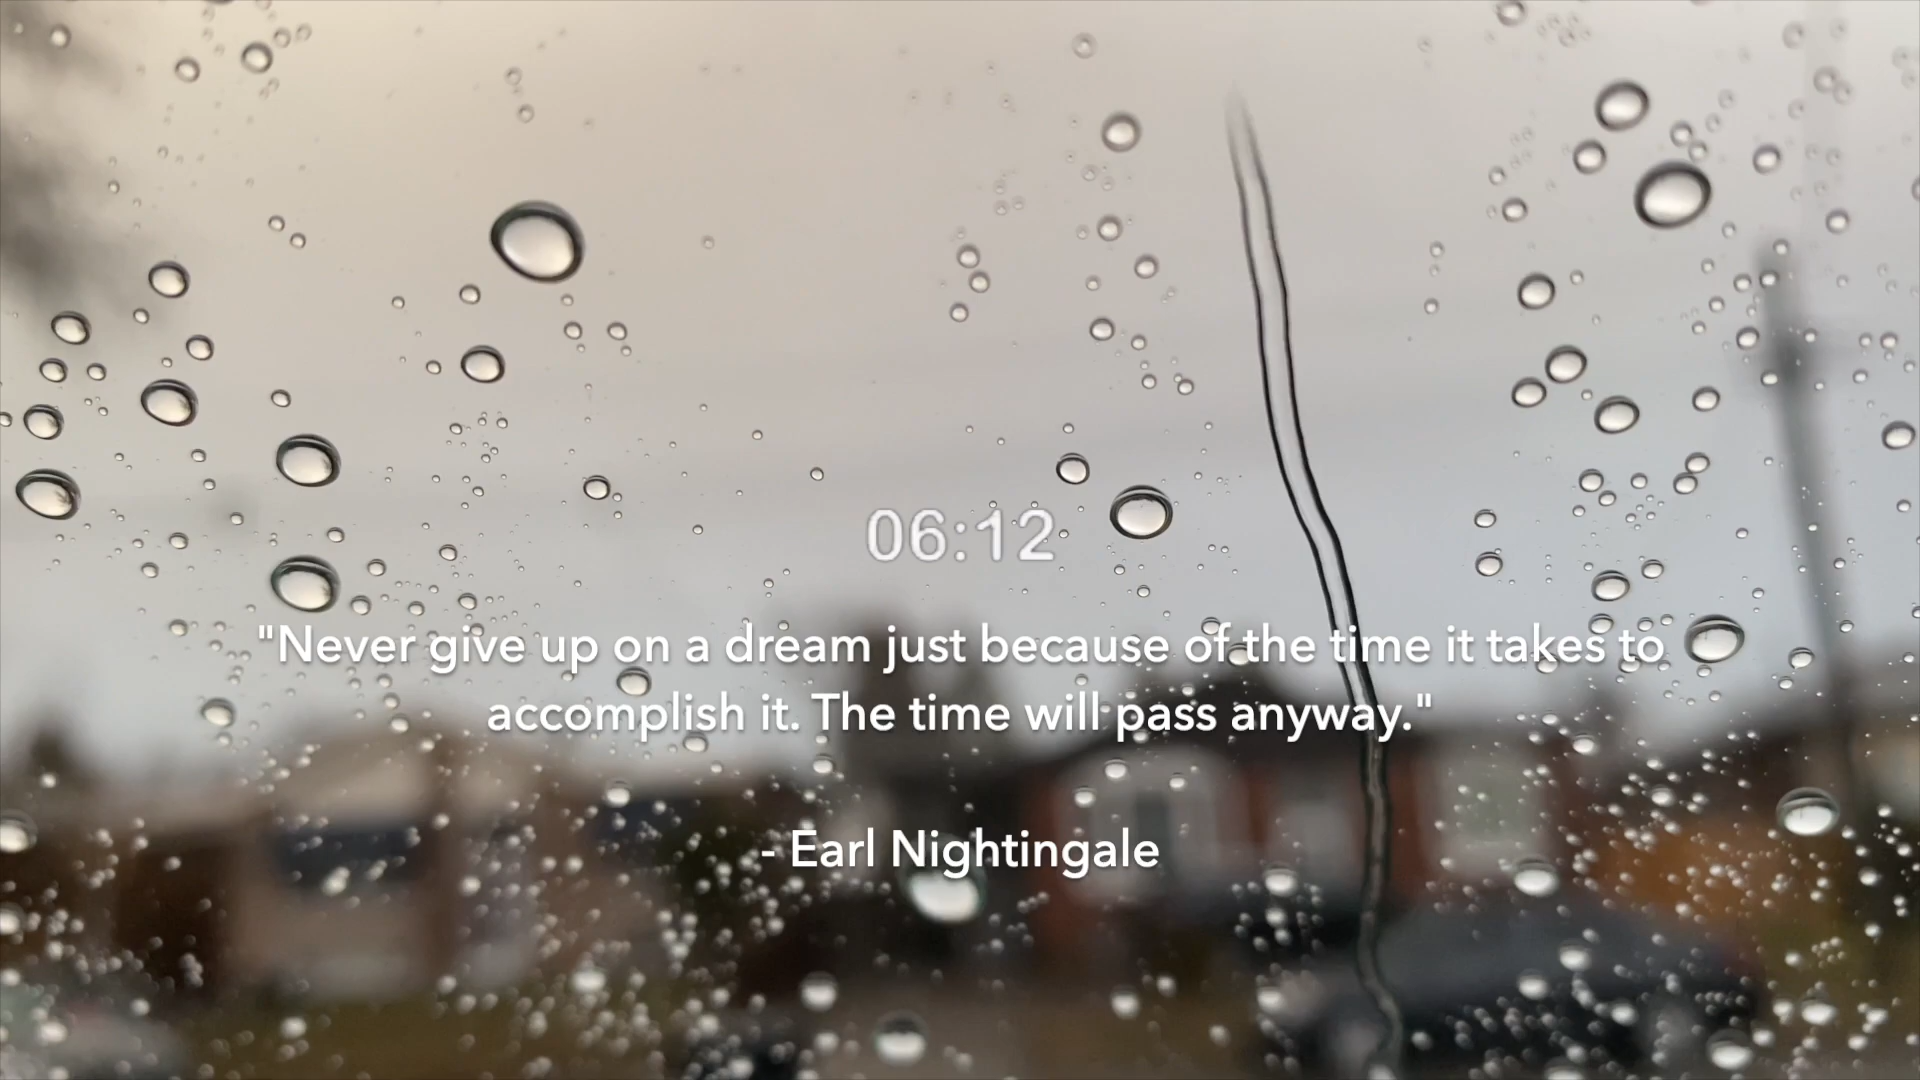 06:12
"Never give up on a dream just because of the time it takes to
accomplish it. The time will pass anyway."
- Earl Nightingale